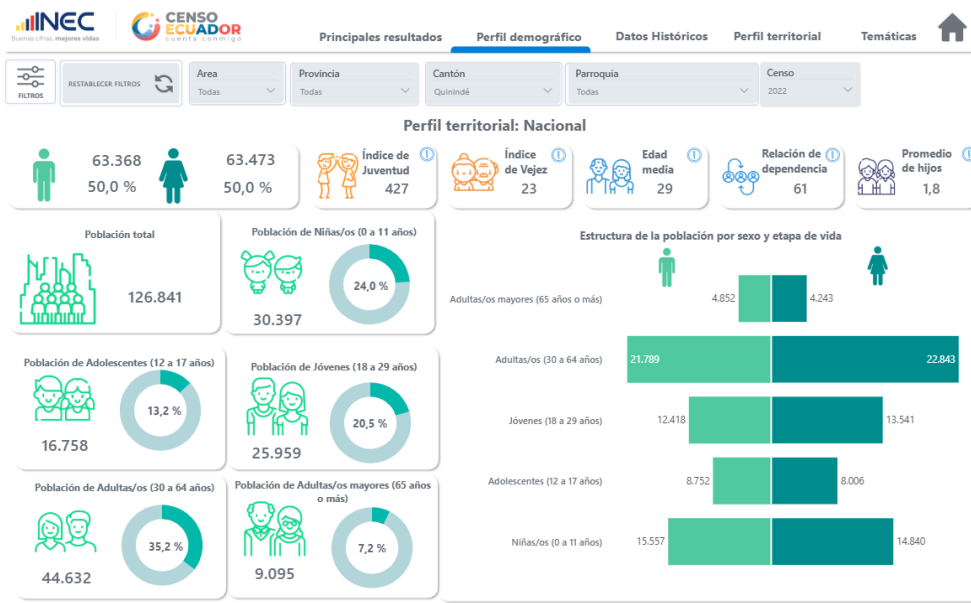 INEC
Buenas cifras, mejores vidas
CENSO
ECUADOR
cuenta conmigo
Principales resultados
Perfil demográfico
Datos Históricos
Perfil territorial
Temáticas
FILTROS
RESTABLECER FILTROS
Area
Todas
Provincia
Todas
Cantón
Quinindé
Parroquia
Todas
Censo
2022
Perfil territorial: Nacional
63.368
50,0 %
63.473
50,0 %
Índice de
Juventud
427
Índice
de Vejez
23
Edad
media
29
Relación de
dependencia
61
Promedio
de hijos
1,8
Población total
126.841
Población de Niñas/os (0 a 11 años)
24,0 %
30.397
Población de Adolescentes (12 a 17 años)
13,2 %
16.758
Población de Jóvenes (18 a 29 años)
20,5 %
25.959
Población de Adultas/os (30 a 64 años)
35,2 %
44.632
Población de Adultas/os mayores (65 años
o más)
7,2 %
9.095
Estructura de la población por sexo y etapa de vida
Adultas/os mayores (65 años o más)
4.852
4.243
Adultas/os (30 a 64 años)
21.789
22.843
Jóvenes (18 a 29 años)
12.418
13.541
Adolescentes (12 a 17 años)
8.752
8.006
Niñas/os (0 a 11 años)
15.557
14.840